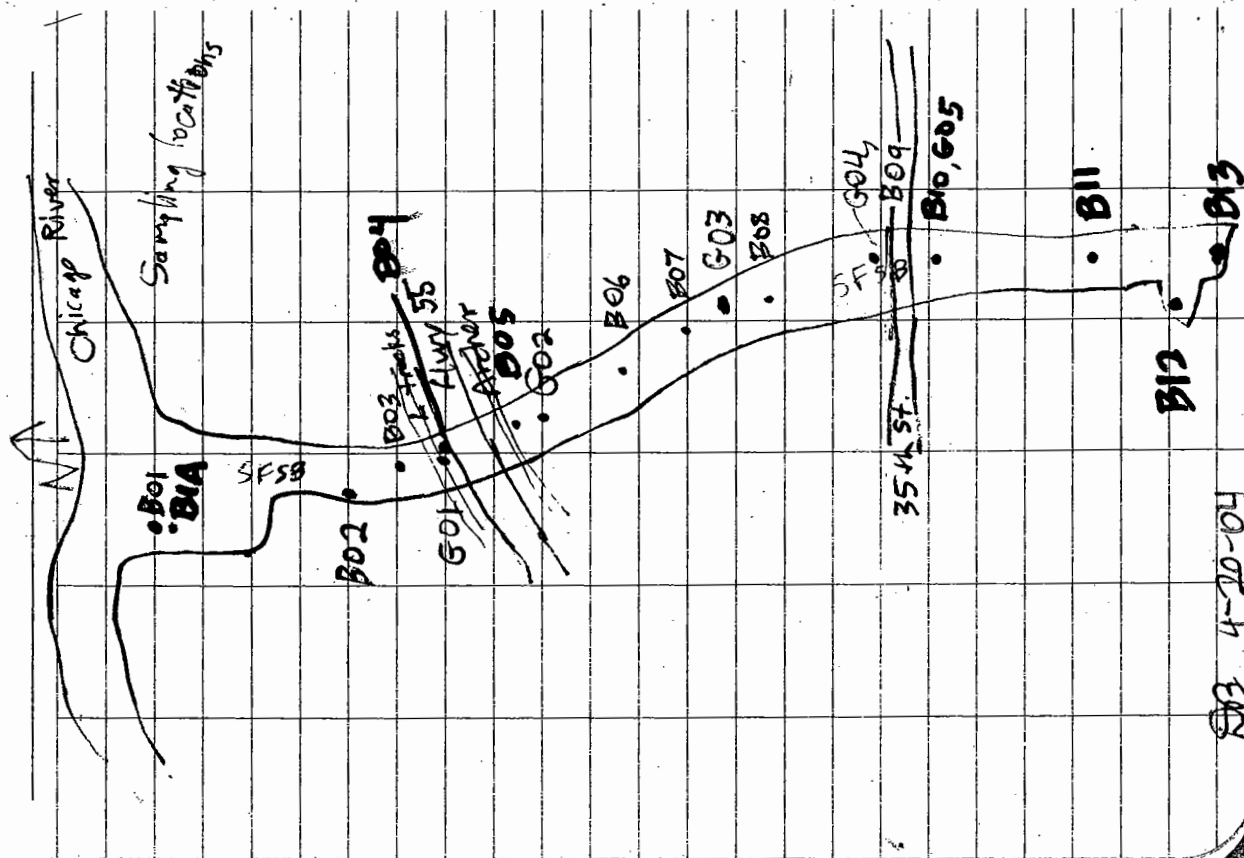 Chicago River
Sampling locations
N
B01
B1A
SFSB
B02
B03
L tracks
B04
G01
Hwy 55
Archer
B05
G02
B06
B07
G03
B08
G04,
B09
SFSB
35th St.
B10, G05
B11
B12
B13
4-20-04